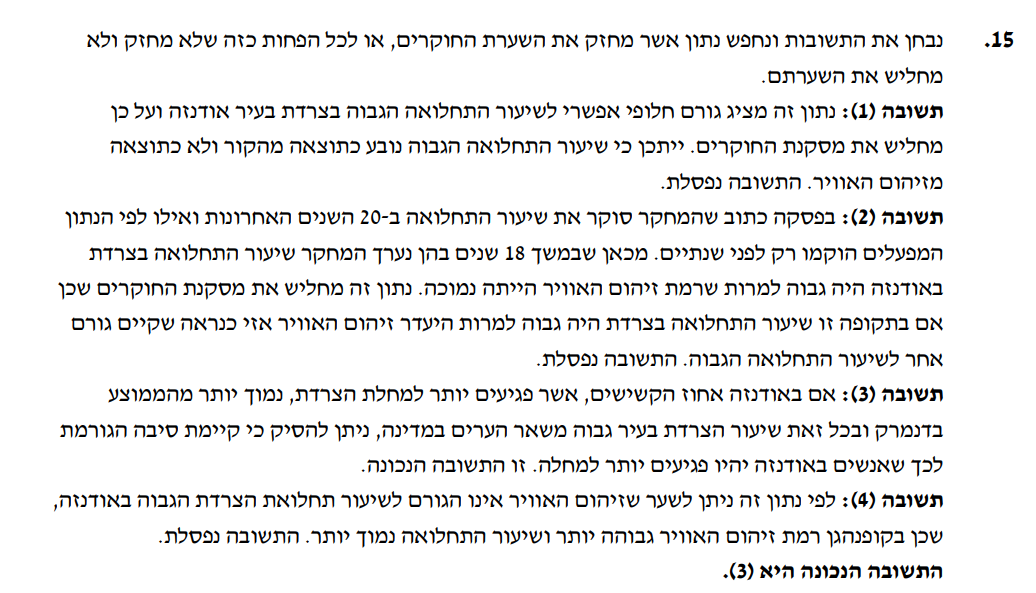 15. נבחן את התשובות ונחפש נתון אשר מחזק את השערת החוקרים, או לכל הפחות כזה שלא מחזק ולא
מחליש את השערתם.
תשובה (1): נתון זה מציג גורם חלופי אפשרי לשיעור התחלואה הגבוה בצרדת בעיר אודנזה ועל כן
מחליש את מסקנת החוקרים. ייתכן כי שיעור התחלואה הגבוה נובע כתוצאה מהקור ולא כתוצאה
מזיהום האוויר. התשובה נפסלת.
תשובה (2): בפסקה כתוב שהמחקר סוקר את שיעור התחלואה ב-20 השנים האחרונות ואילו לפי הנתון
המפעלים הוקמו רק לפני שנתיים. מכאן שבמשך 18 שנים בהן נערך המחקר שיעור התחלואה בצרדת
באודנזה היה גבוה למרות שרמת זיהום האוויר הייתה נמוכה. נתון זה מחליש את מסקנת החוקרים שכן
אם בתקופה זו שיעור התחלואה בצרדת היה גבוה למרות היעדר זיהום האוויר אזי כנראה שקיים גורם
אחר לשיעור התחלואה הגבוה. התשובה נפסלת.
תשובה (3): אם באודנזה אחוז הקשישים, אשר פגיעים יותר למחלת הצרדת, נמוך יותר מהממוצע
בדנמרק ובכל זאת שיעור הצרדת בעיר גבוה משאר הערים במדינה, ניתן להסיק כי קיימת סיבה הגורמת
לכך שאנשים באודנזה יהיו פגיעים יותר למחלה. זו התשובה הנכונה.
תשובה (4): לפי נתון זה ניתן לשער שזיהום האוויר אינו הגורם לשיעור תחלואת הצרדת הגבוה באודנזה,
שכן בקופנהגן רמת זיהום האוויר גבוהה יותר ושיעור התחלואה נמוך יותר. התשובה נפסלת.
התשובה הנכונה היא (3).